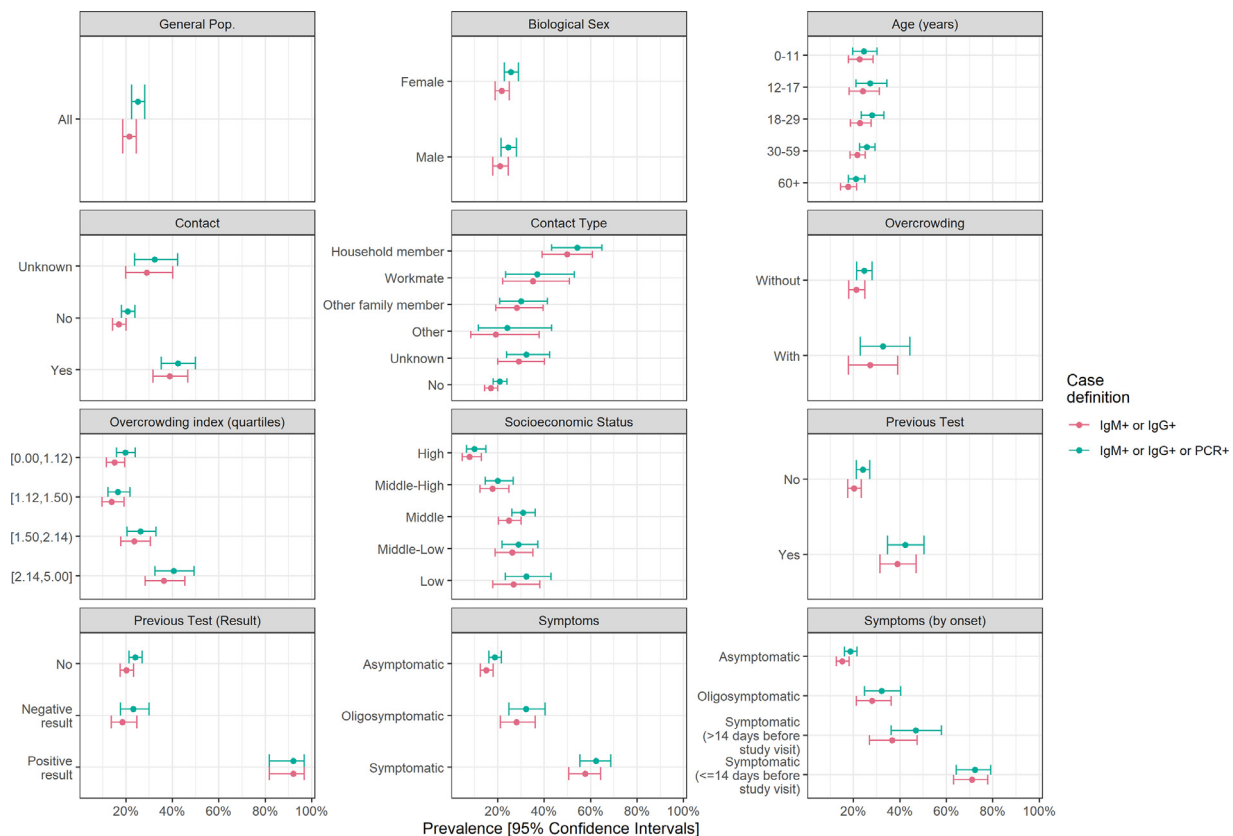 General Pop.
Biological Sex
Age (years)
All
Female
Male
0-11
12-17
18-29
30-59
60+
Contact
Contact Type
Overcrowding
Unknown
No
Yes
Household member
Workmate
Other family member
Other
Unknown
No
Without
With
Overcrowding index (quartiles)
Socioeconomic Status
Previous Test
[0.00,1.12)
[1.12,1.50)
[1.50,2.14)
[2.14,5.00]
High
Middle-High
Middle
Middle-Low
Low
No
Yes
Previous Test (Result)
Symptoms
Symptoms (by onset)
No
Negative
result
Positive
result
Asymptomatic
Oligosymptomatic
Symptomatic
Asymptomatic
Oligosymptomatic
Symptomatic
(>14 days before
study visit)
Symptomatic
(<=14 days before
study visit)
20% 40% 60% 80% 100%
20% 40% 60% 80% 100%
20% 40% 60% 80% 100%
Prevalence [95% Confidence Intervals]
Case
definition
IgM+ or IgG+
IgM+ or IgG+ or PCR+